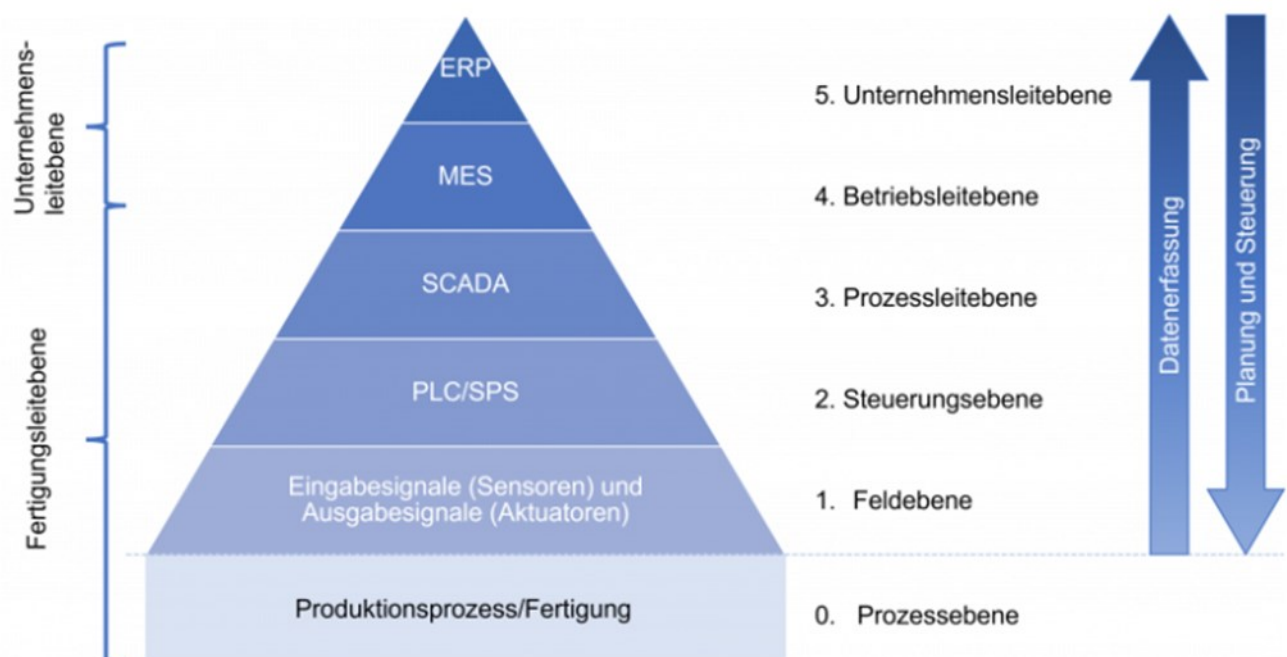 Unternehmens-
leitebene
Fertigungsleitebene
ERP
MES
SCADA
PLC/SPS
Eingabesignale (Sensoren) und
Ausgabesignale (Aktuatoren)
Produktionsprozess/Fertigung
5. Unternehmensleitebene
4. Betriebsleitebene
3. Prozessleitebene
2. Steuerungsebene
1. Feldebene
0. Prozessebene
Datenerfassung
Planung und Steuerung